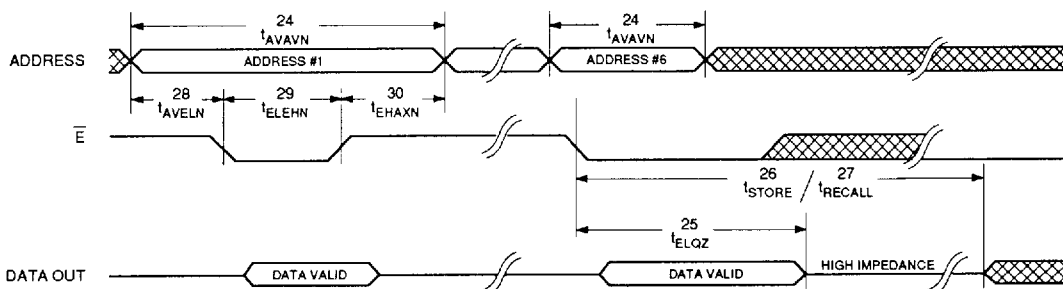 24 24
tAVAVN tAVAVN
ADDRESS ADDRESS #1 ADDRESS #6
28 29 30
tAVELN tELEHN tEHAXN
E
26 27
tSTORE / tRECALL
25
tELQZ
DATA OUT DATA VALID DATA VALID HIGH IMPEDANCE